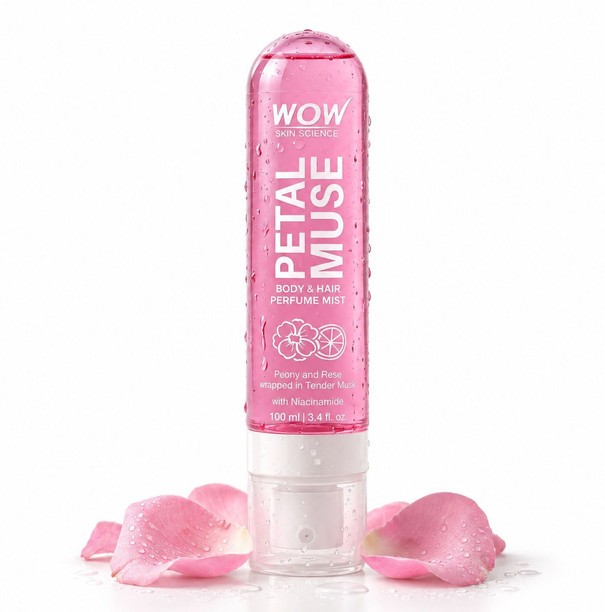 WOW
SKIN SCIENCE
PETAL
MUSE
BODY & HAIR
PERFUME MIST
Peony and Rese
wrapped in Tender Musk
with Niacinamide
100 ml | 3.4 fl. oz.